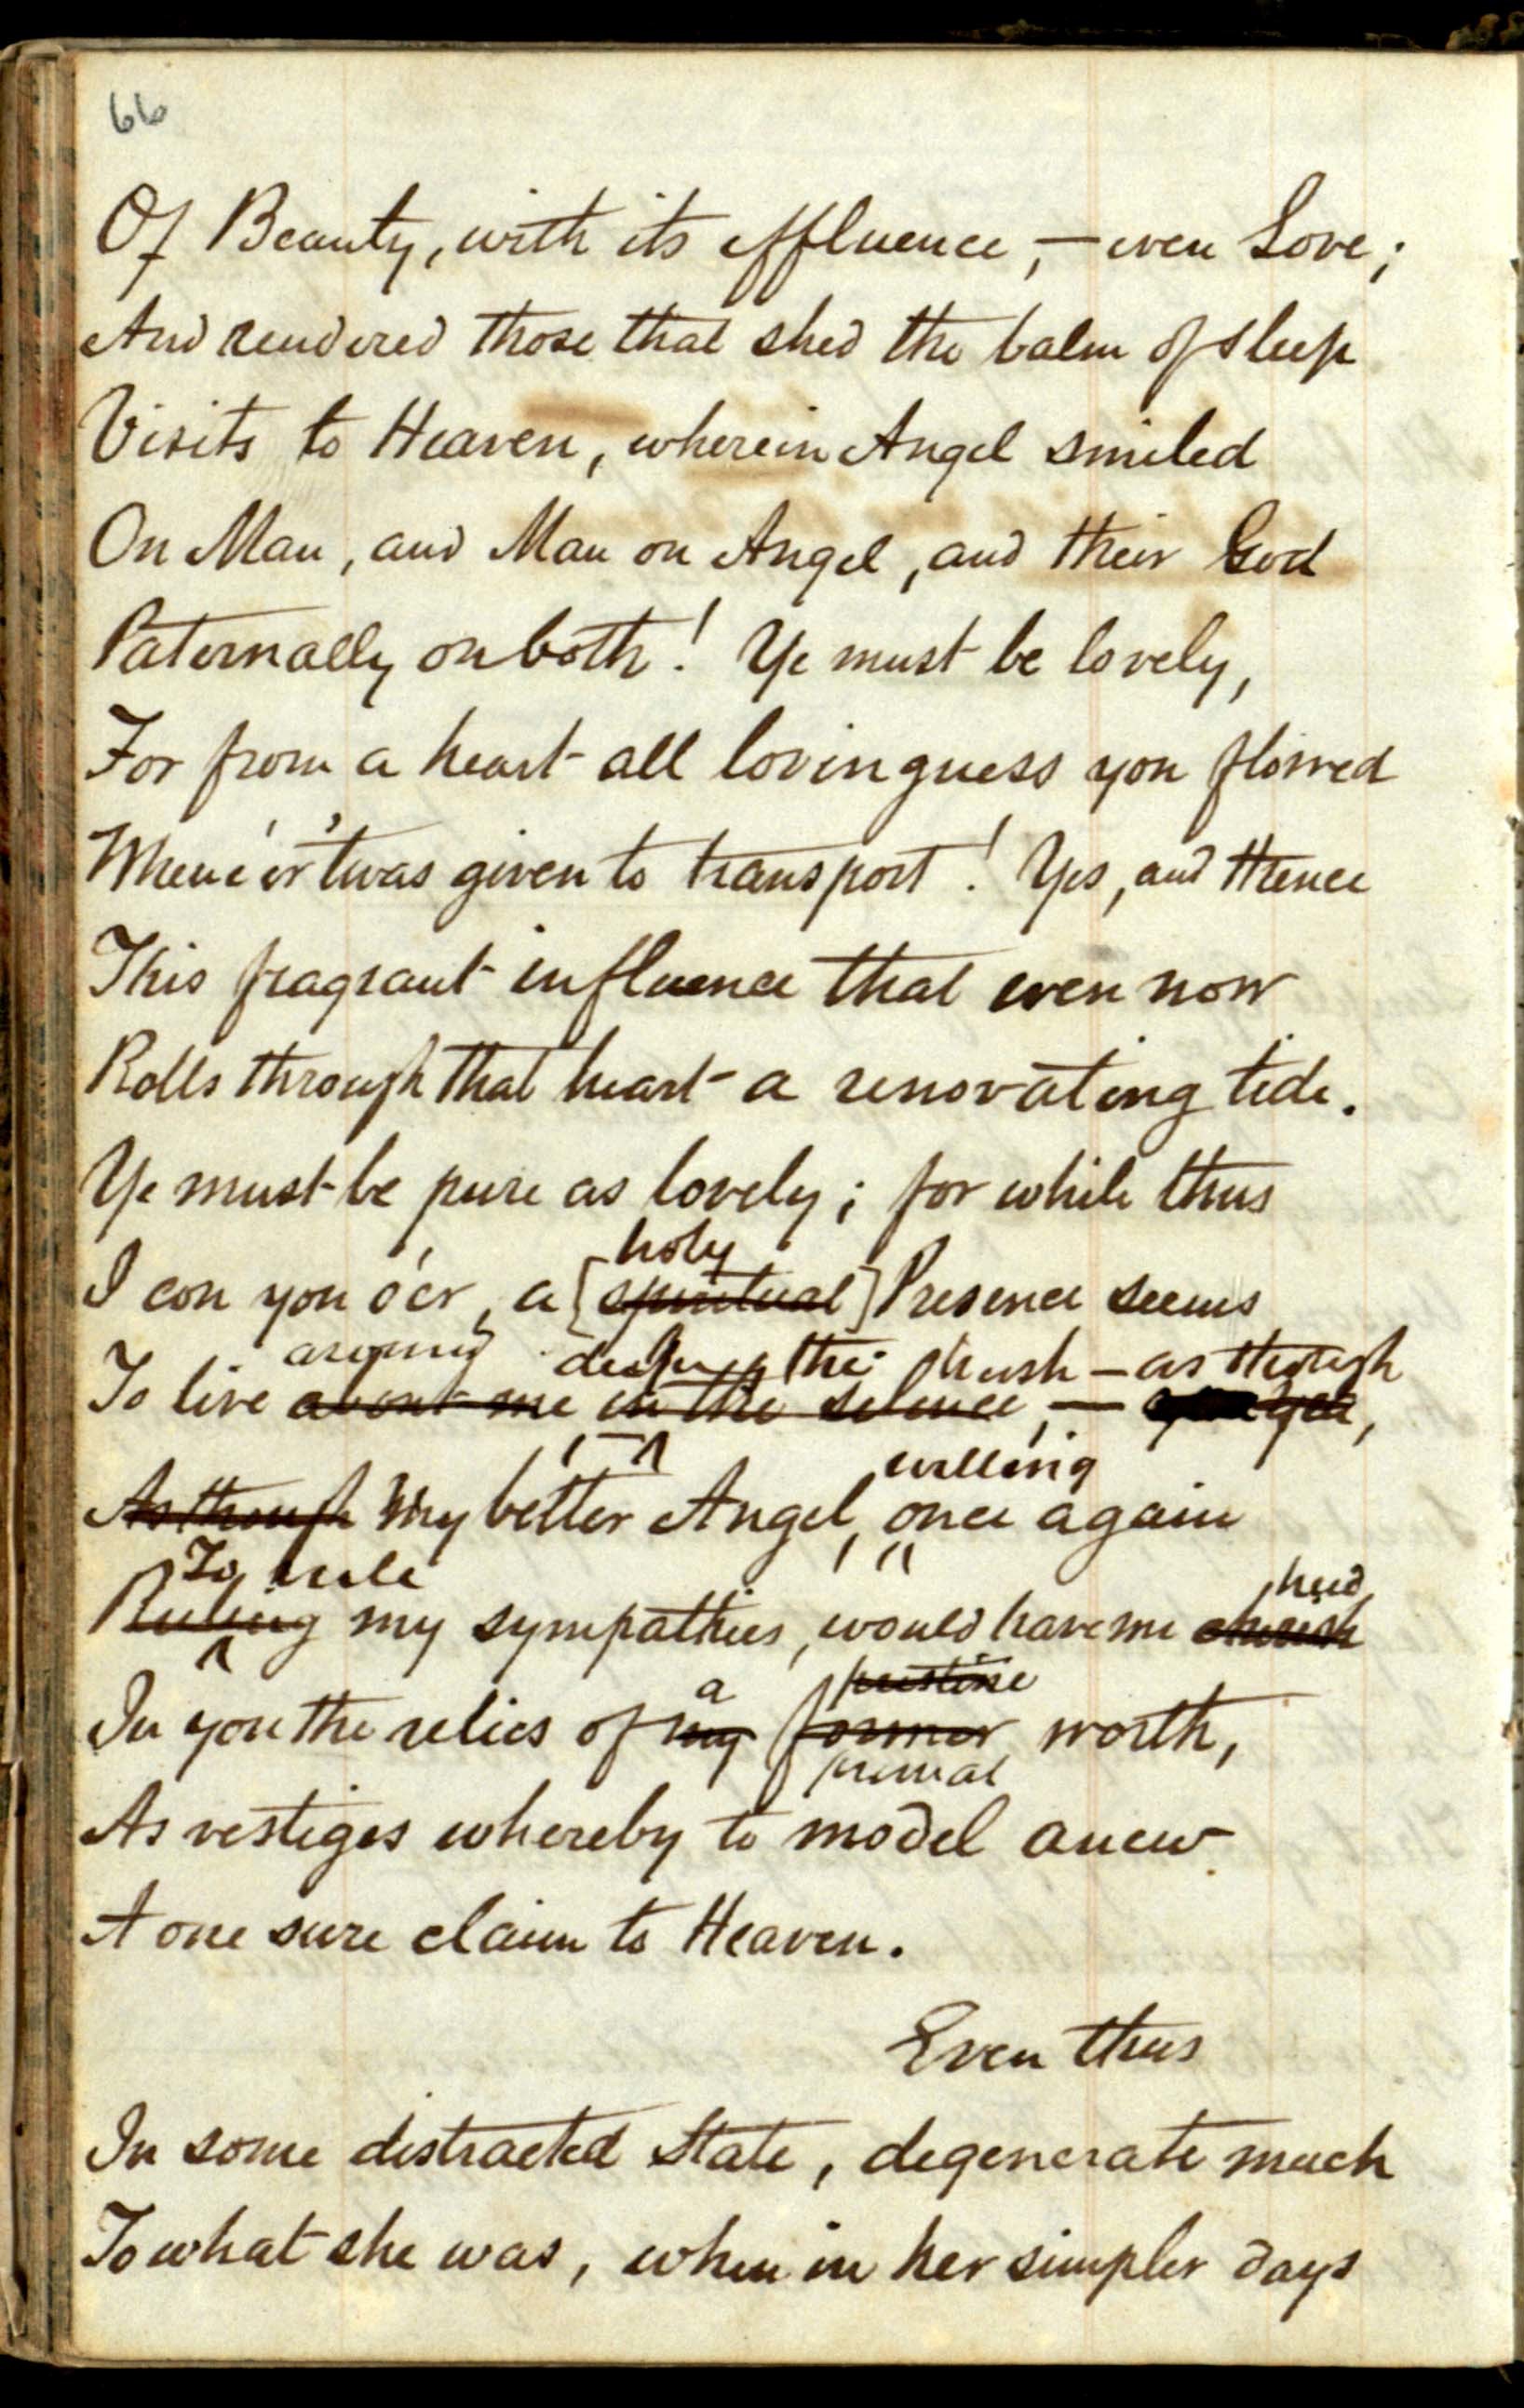 66
Of Beauty, with its effluence, — even Love;
And rendered those that shed the balm of sleep
Visits to Heaven, wherein Angel smiled
On Man, and Man on Angel, and their God
Paternally on both! Ye must be lovely,
For from a heart all lovingness you flowed
Whene'er 'twas given to transport! Yes, and thence
This fragrant influence that even now
Rolls through that heart a renovating tide.
Ye must be pure as lovely; for while thus
holy
I con you o'er, a [spiritual] Presence seems
around the hush — as though
To live about me in the silence, — yea,
willing
As though My better Angel, once again
To rule heed
Ruling my sympathies, would have me cherish
a pristine
In you the relics of my former worth,
primal
As vestiges whereby to model anew
A one sure claim to Heaven.
Even thus
In some distracted State, degenerate much
To what she was, when in her simpler days